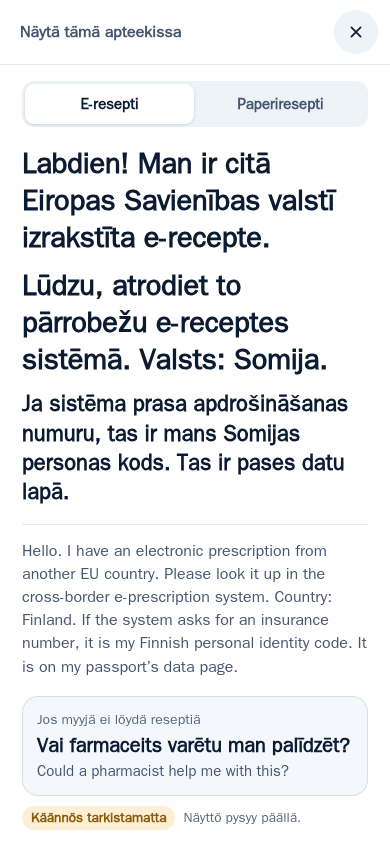 Näytä tämä apteekissa
E-resepti
Paperiresepti
Labdien! Man ir citā
Eiropas Savienības valstī
izrakstīta e-recepte.
Lūdzu, atrodiet to
pārrobežu e-receptes
sistēmā. Valsts: Somija.
Ja sistēma prasa apdrošināšanas
numuru, tas ir mans Somijas
personas kods. Tas ir pases datu
lapā.
Hello. I have an electronic prescription from
another EU country. Please look it up in the
cross-border e-prescription system. Country:
Finland. If the system asks for an insurance
number, it is my Finnish personal identity code. It
is on my passport's data page.
Jos myyjä ei löydä reseptiä
Vai farmaceits varētu man palīdzēt?
Could a pharmacist help me with this?
Käännös tarkistamatta
Näyttö pysyy päällä.